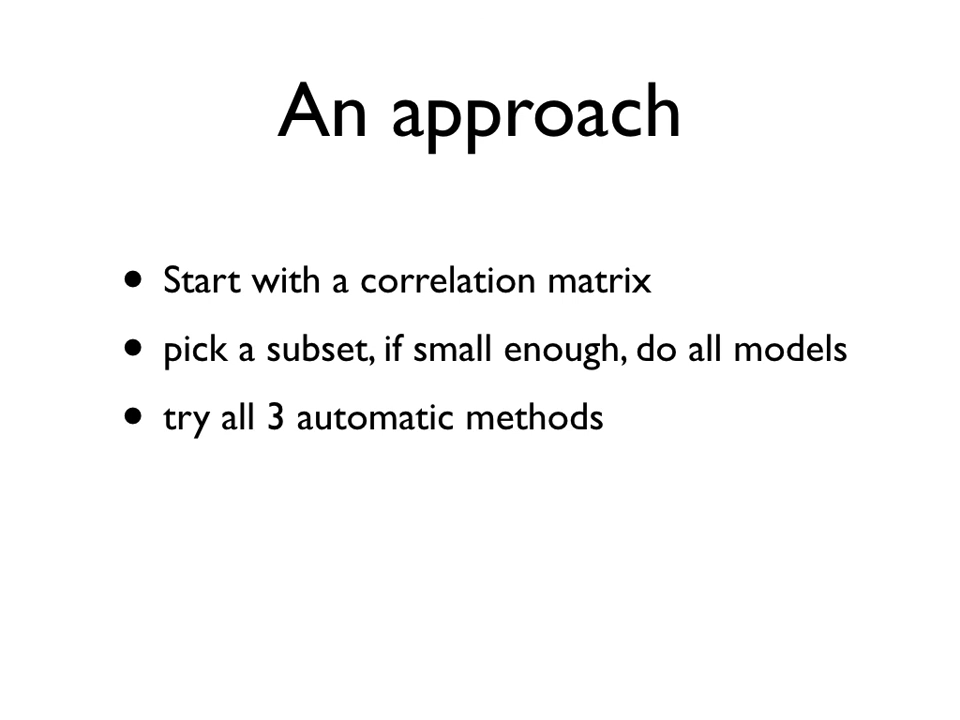 An approach
• Start with a correlation matrix
• pick a subset, if small enough, do all models
• try all 3 automatic methods